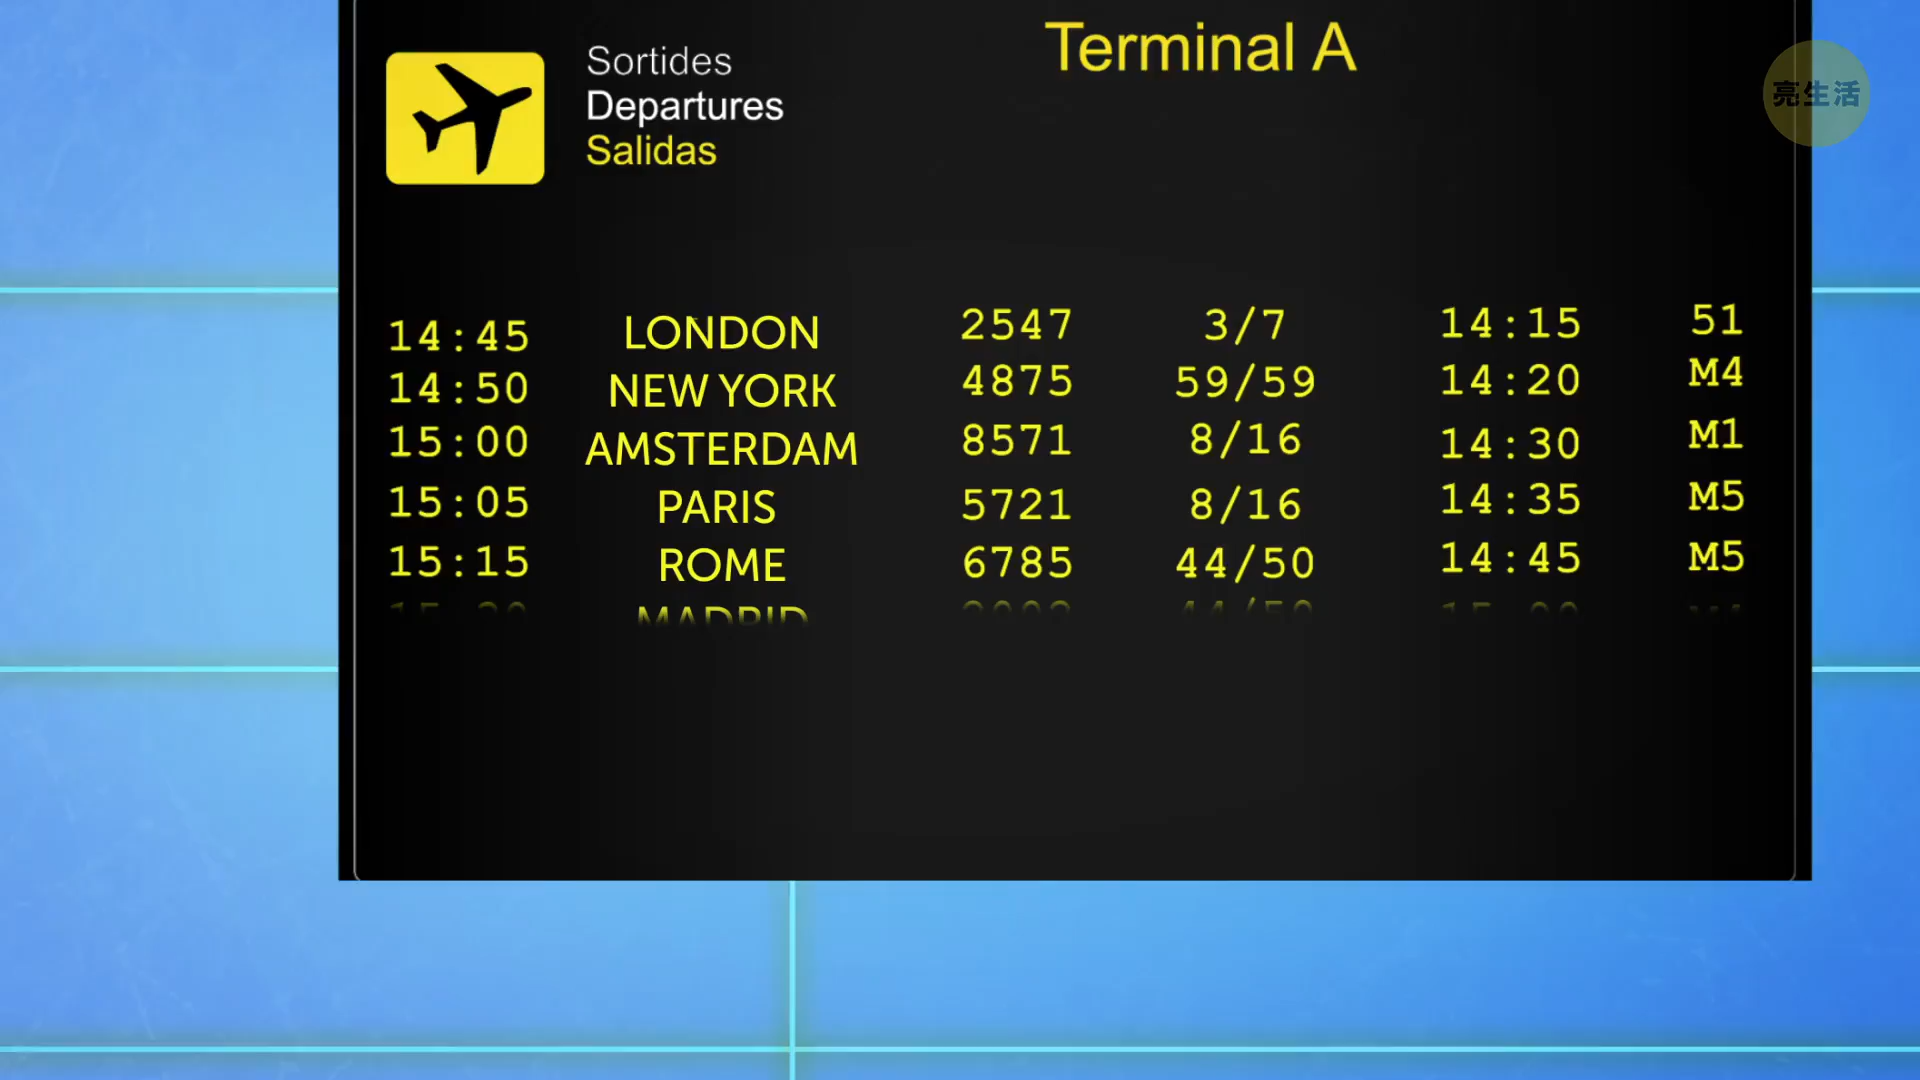 Terminal A
亮生活
Sortides
Departures
Salidas
14:45 LONDON 2547 3/7 14:15 51
14:50 NEW YORK 4875 59/59 14:20 M4
15:00 AMSTERDAM 8571 8/16 14:30 M1
15:05 PARIS 5721 8/16 14:35 M5
15:15 ROME 6785 44/50 14:45 M5
MADRID